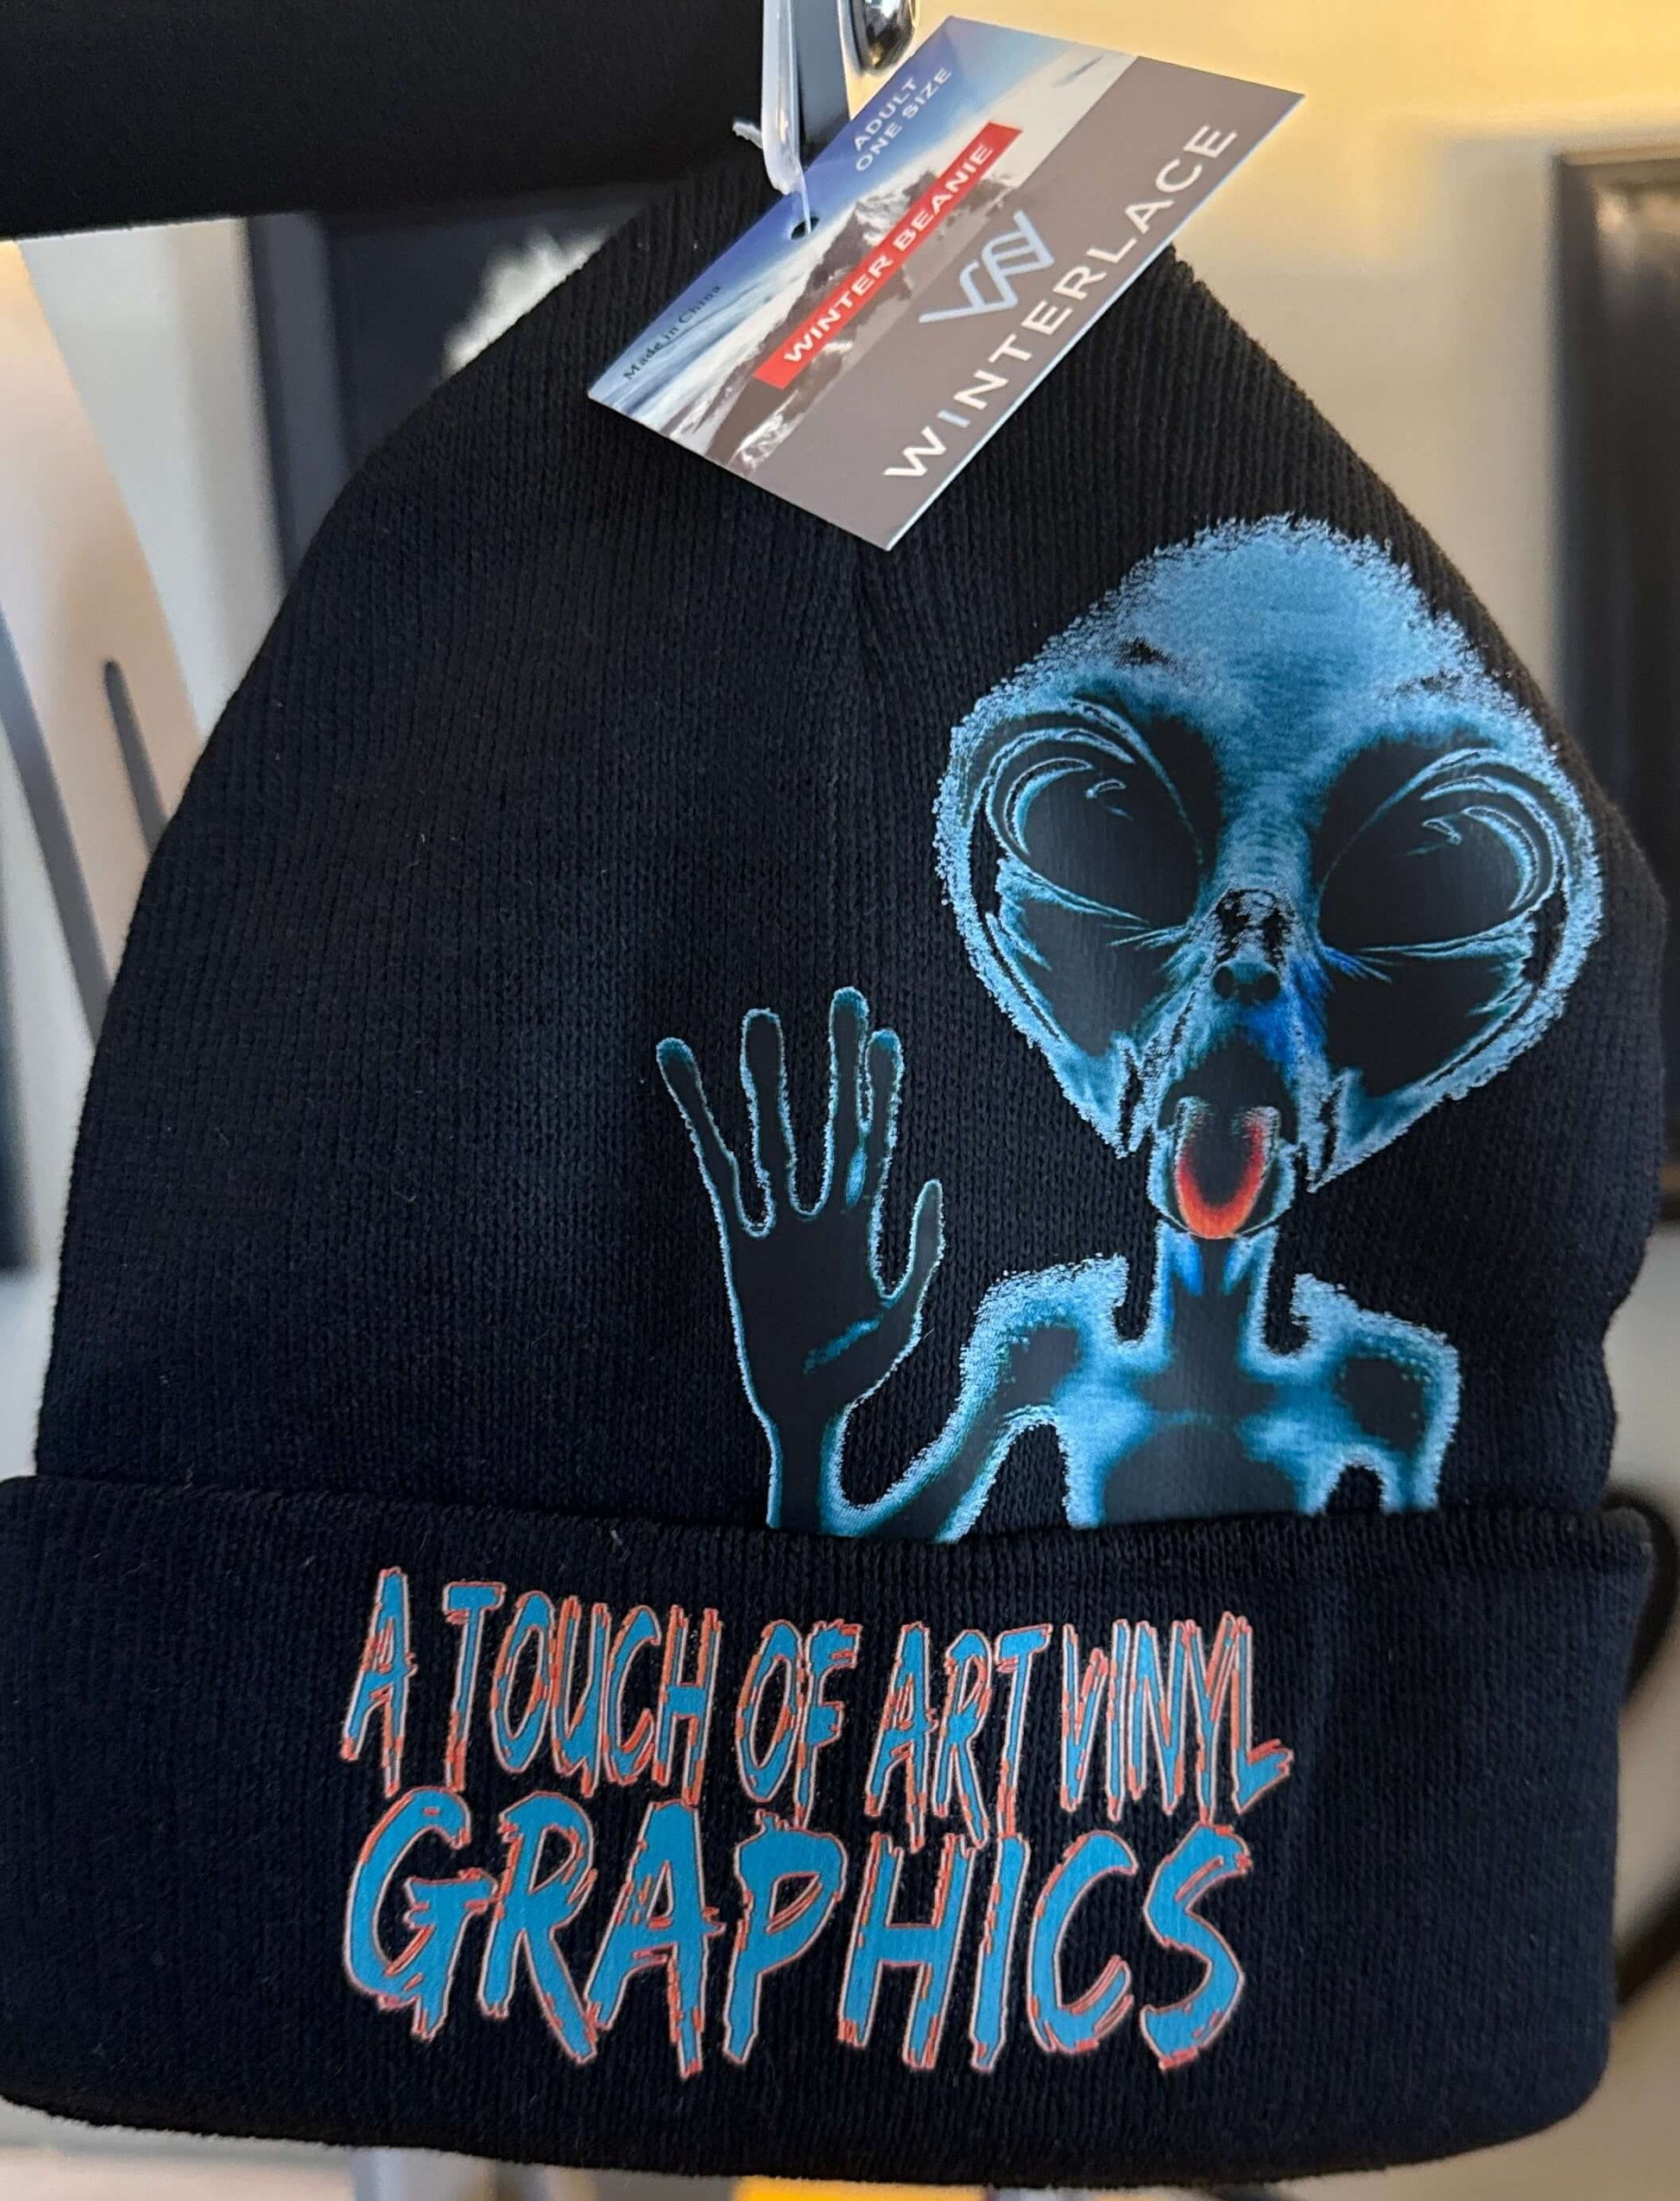 ADULT
ONE SIZE
WINTER BEANIE
Made in China
WINTERLACE
A TOUCH OF ART VINYL
GRAPHICS